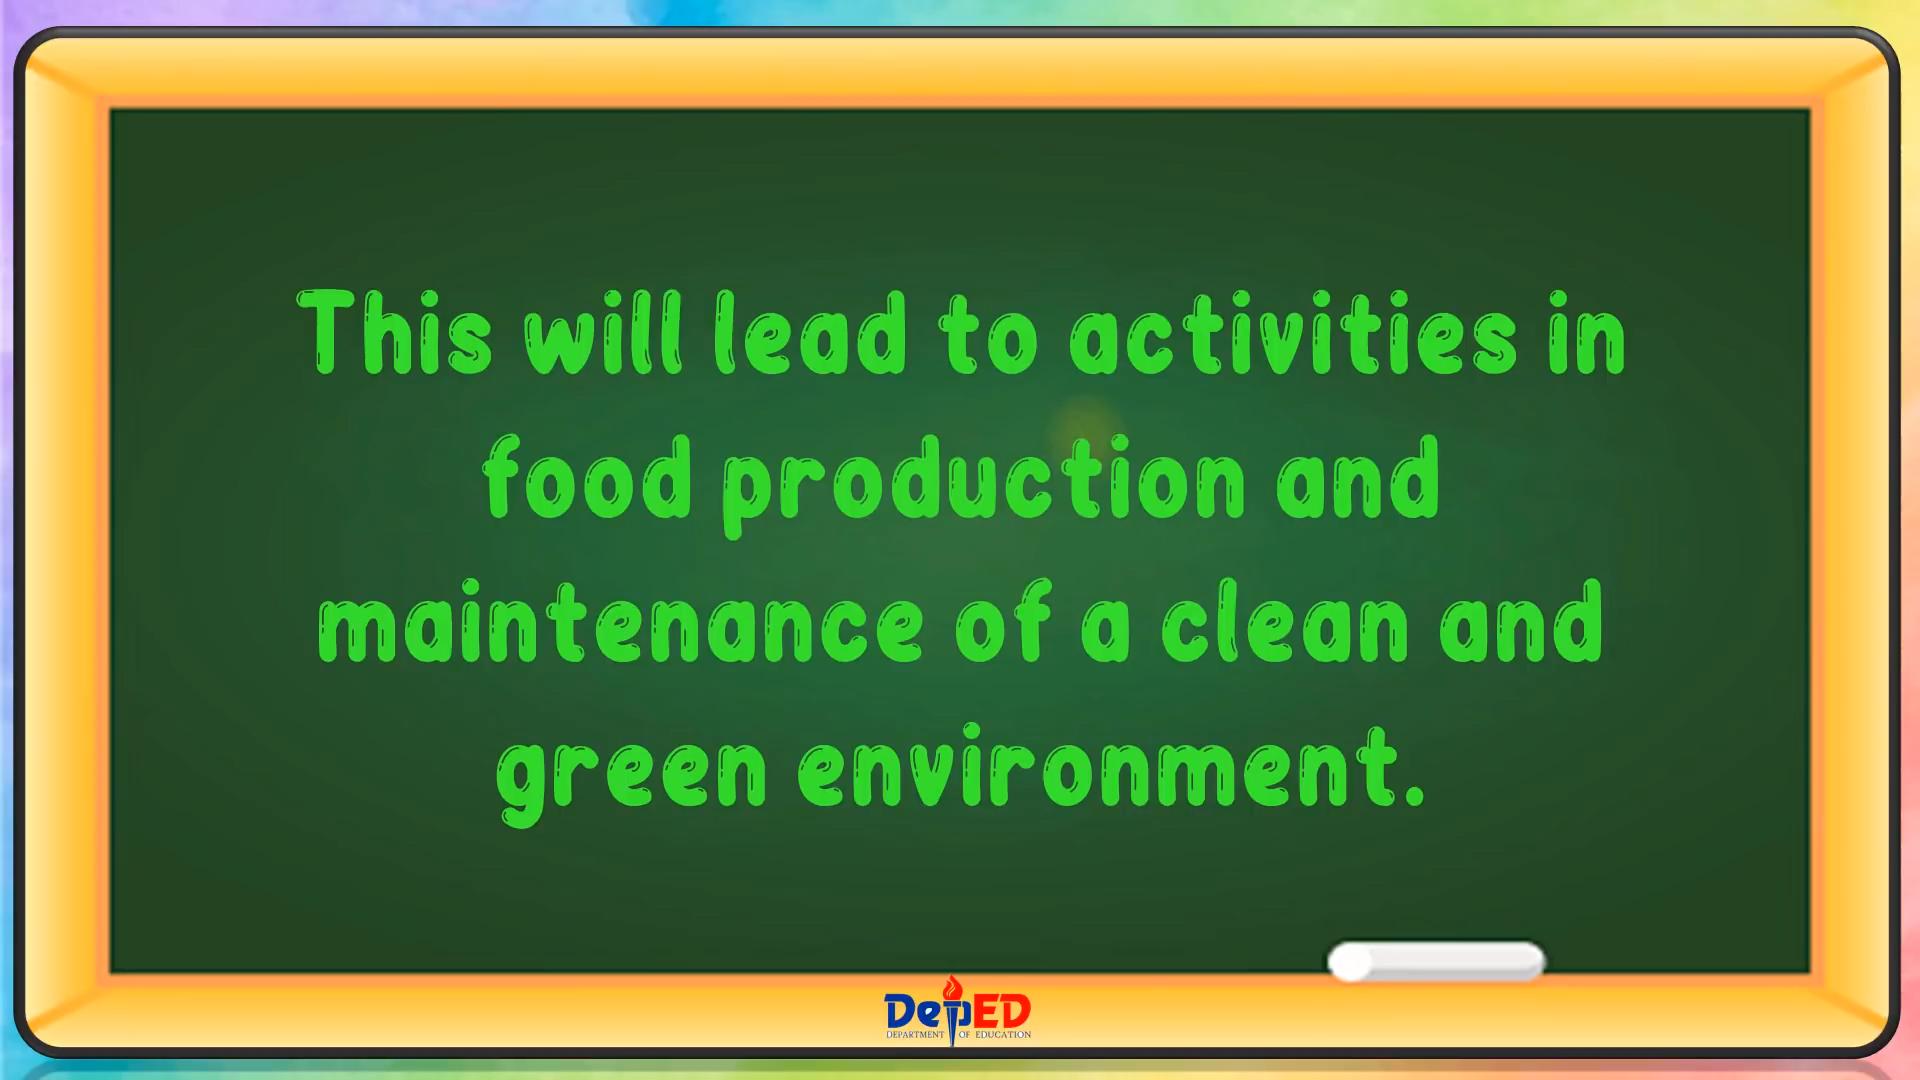 This will lead to activities in
food production and
maintenance of a clean and
green environment.
DepED
DEPARTMENT OF EDUCATION